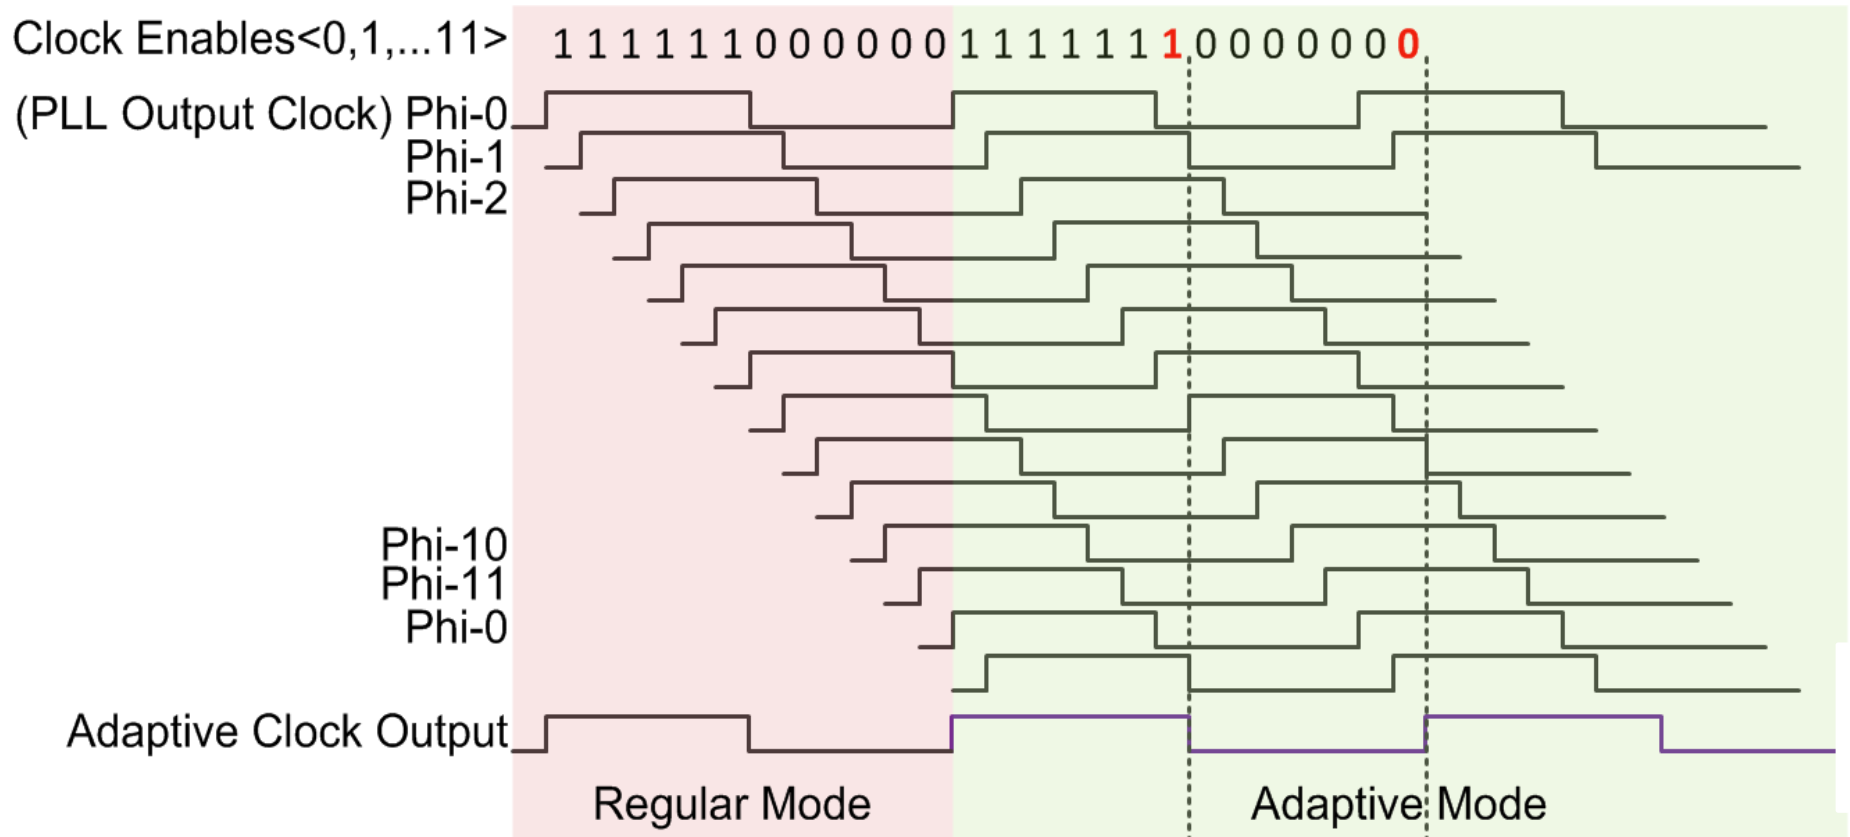 Clock Enables<0,1,...11> 1 1 1 1 1 1 0 0 0 0 0 0 1 1 1 1 1 1 1 0 0 0 0 0 0 0
(PLL Output Clock) Phi-0
Phi-1
Phi-2
Phi-10
Phi-11
Phi-0
Adaptive Clock Output
Regular Mode Adaptive Mode